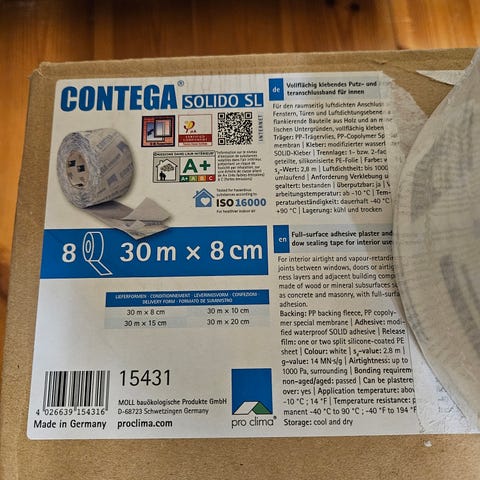 CONTEGA® SOLIDO SL
INTERNET
A+
A+ A B C
Tested for hazardous
substances according to
ISO 16000
For healthier indoor air
8 30 m × 8 cm
LIEFERFORMEN · CONDITIONNEMENT · LEVERINGSVORM · CONFEZIONI ·
DELIVERY FORM · FORMATO DE SUMINISTRO
30 m x 8 cm 30 m x 10 cm
30 m x 15 cm 30 m x 20 cm
4 026639 154316
15431
MOLL bauökologische Produkte GmbH
D-68723 Schwetzingen Germany
Made in Germany proclima.com
pro clima®
de Vollflächig klebendes Putz- und
teranschlussband für innen
Für den raumseitig luftdichten Anschluss
Fenstern, Türen und Luftdichtungsebene
flankierende Bauteile aus Holz und an m
lischen Untergründen, vollflächig kleben
Träger: PP-Trägervlies, PP-Copolymer Sp
membran | Kleber: modifizierter wasserf
SOLID-Kleber | Trennlage: 1- bzw. 2-fac
geteilte, silikonisierte PE-Folie | Farbe: w
sd-Wert: 2,8 m | Luftdichtheit: bis 1000
umlaufend | Anforderung Verklebung u
gealtert: bestanden | überputzbar: ja | V
arbeitungstemperatur: ab -10 °C | Tem-
peraturbeständigkeit: dauerhaft -40 °C
+90 °C | Lagerung: kühl und trocken
en Full-surface adhesive plaster and
dow sealing tape for interior use
For interior airtight and vapour-retard
joints between windows, doors or airtig
ness layers and adjacent building comp
made of wood or mineral subsurfaces se
as concrete and masonry, with full-surfac
adhesion.
Backing: PP backing fleece, PP copoly-
mer special membrane | Adhesive: modi-
fied waterproof SOLID adhesive | Release
film: one or two split silicone-coated PE
sheet | Colour: white | sd-value: 2.8 m |
g-value: 14 MN·s/g | Airtightness: up to
1000 Pa, surrounding | Bonding requirem
non-aged/aged: passed | Can be plastered
over: yes | Application temperature: above
-10 °C ; 14 °F | Temperature resistance: per
manent -40 °C to 90 °C ; -40 °F to 194 °F
Storage: cool and dry